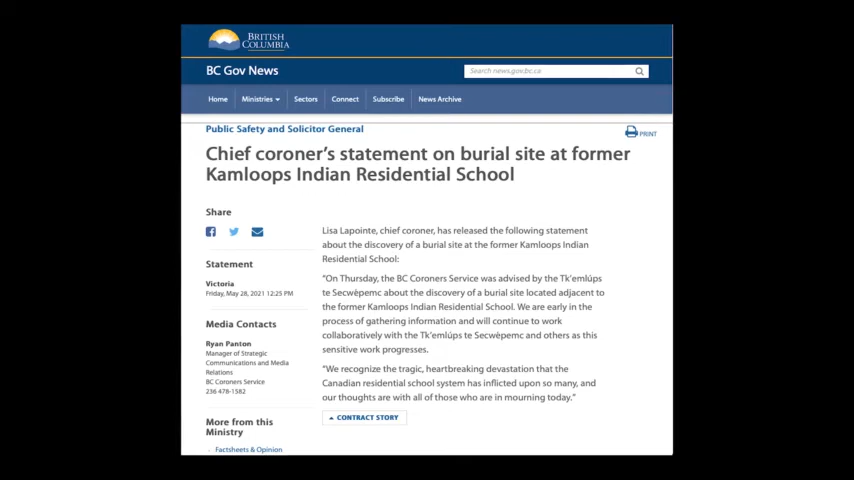 BRITISH
COLUMBIA
BC Gov News
Search news.gov.bc.ca
Home
Ministries
Sectors
Connect
Subscribe
News Archive
Public Safety and Solicitor General
PRINT
Chief coroner's statement on burial site at former
Kamloops Indian Residential School
Share
Statement
Victoria
Friday, May 28, 2021 12:25 PM
Media Contacts
Ryan Panton
Manager of Strategic
Communications and Media
Relations
BC Coroners Service
236 478-1582
More from this
Ministry
Factsheets & Opinion
Lisa Lapointe, chief coroner, has released the following statement
about the discovery of a burial site at the former Kamloops Indian
Residential School:
"On Thursday, the BC Coroners Service was advised by the Tk'emlúps
te Secwèpemc about the discovery of a burial site located adjacent to
the former Kamloops Indian Residential School. We are early in the
process of gathering information and will continue to work
collaboratively with the Tk'emlúps te Secwèpemc and others as this
sensitive work progresses.
"We recognize the tragic, heartbreaking devastation that the
Canadian residential school system has inflicted upon so many, and
our thoughts are with all of those who are in mourning today."
CONTRACT STORY